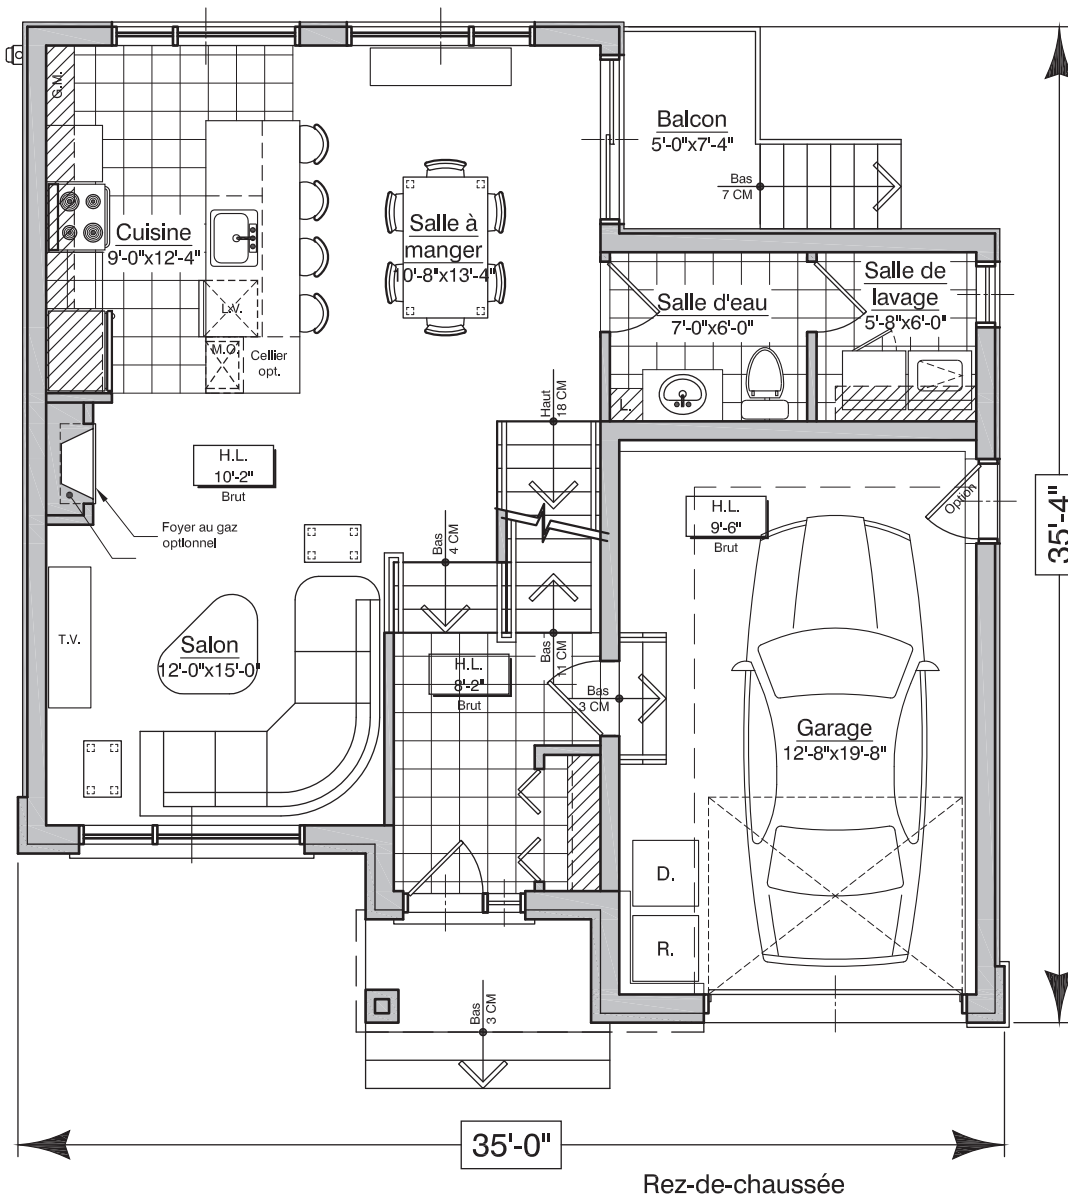 G.M.
Balcon
5'-0"x7'-4"
Bas
7 CM
Cuisine
9'-0"x12'-4"
Salle à
manger
10'-8"x13'-4"
Salle d'eau
7'-0"x6'-0"
Salle de
lavage
5'-8"x6'-0"
L.V.
M.O.
Cellier
opt.
L.
Haut
18 CM
H.L.
10'-2"
Brut
Foyer au gaz
optionnel
H.L.
9'-6"
Brut
Option
35'-4"
Bas
4 CM
T.V.
Salon
12'-0"x15'-0"
H.L.
8'-2"
Brut
Bas
11 CM
Bas
3 CM
Garage
12'-8"x19'-8"
D.
R.
Bas
3 CM
35'-0"
Rez-de-chaussée